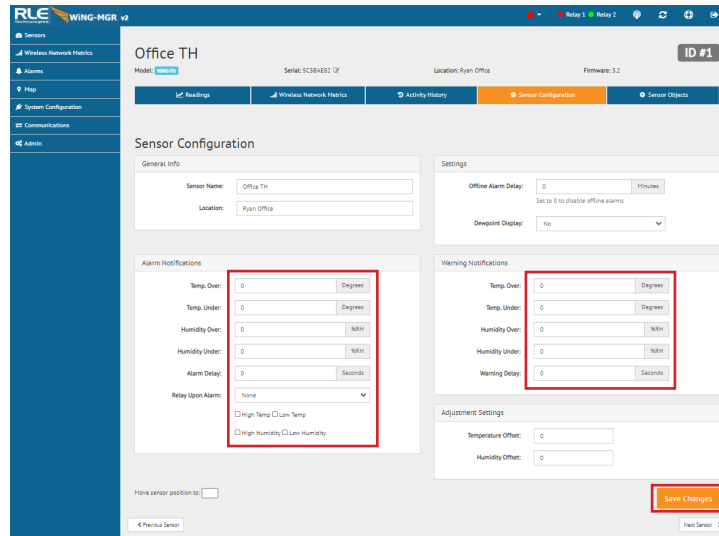 RLE Technologies WiNG-MGR v2 Relay 1 Relay 2
Sensors
Wireless Network Metrics
Alarms
Map
System Configuration
Communications
Admin
Office TH ID #1
Model: WiNG-TH Serial: 5C5BAE82 Location: Ryan Office Firmware: 3.2
Readings Wireless Network Metrics Activity History Sensor Configuration Sensor Objects
Sensor Configuration
General Info
Sensor Name: Office TH
Location: Ryan Office
Settings
Offline Alarm Delay: 0 Minutes
Set to 0 to disable offline alarms
Dewpoint Display: No
Alarm Notifications
Temp. Over: 0 Degrees
Temp. Under: 0 Degrees
Humidity Over: 0 %RH
Humidity Under: 0 %RH
Alarm Delay: 0 Seconds
Relay Upon Alarm: None
High Temp Low Temp
High Humidity Low Humidity
Warning Notifications
Temp. Over: 0 Degrees
Temp. Under: 0 Degrees
Humidity Over: 0 %RH
Humidity Under: 0 %RH
Warning Delay: 0 Seconds
Adjustment Settings
Temperature Offset: 0
Humidity Offset: 0
Move sensor position to:
Save Changes
Previous Sensor Next Sensor